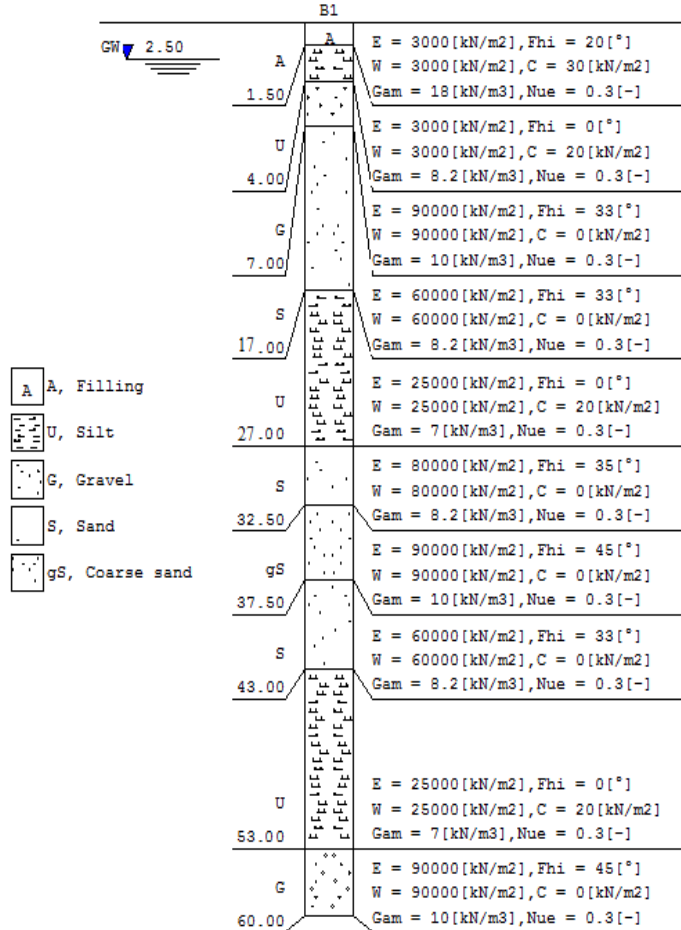 B1
GW 2.50
A
A
E = 3000[kN/m2],Fhi = 20[°]
W = 3000[kN/m2],C = 30[kN/m2]
1.50
Gam = 18[kN/m3],Nue = 0.3[-]
U
E = 3000[kN/m2],Fhi = 0[°]
W = 3000[kN/m2],C = 20[kN/m2]
4.00
Gam = 8.2[kN/m3],Nue = 0.3[-]
G
E = 90000[kN/m2],Fhi = 33[°]
W = 90000[kN/m2],C = 0[kN/m2]
7.00
Gam = 10[kN/m3],Nue = 0.3[-]
S
E = 60000[kN/m2],Fhi = 33[°]
W = 60000[kN/m2],C = 0[kN/m2]
17.00
Gam = 8.2[kN/m3],Nue = 0.3[-]
U
E = 25000[kN/m2],Fhi = 0[°]
W = 25000[kN/m2],C = 20[kN/m2]
27.00
Gam = 7[kN/m3],Nue = 0.3[-]
S
E = 80000[kN/m2],Fhi = 35[°]
W = 80000[kN/m2],C = 0[kN/m2]
32.50
Gam = 8.2[kN/m3],Nue = 0.3[-]
gS
E = 90000[kN/m2],Fhi = 45[°]
W = 90000[kN/m2],C = 0[kN/m2]
37.50
Gam = 10[kN/m3],Nue = 0.3[-]
S
E = 60000[kN/m2],Fhi = 33[°]
W = 60000[kN/m2],C = 0[kN/m2]
43.00
Gam = 8.2[kN/m3],Nue = 0.3[-]
U
E = 25000[kN/m2],Fhi = 0[°]
W = 25000[kN/m2],C = 20[kN/m2]
53.00
Gam = 7[kN/m3],Nue = 0.3[-]
G
E = 90000[kN/m2],Fhi = 45[°]
W = 90000[kN/m2],C = 0[kN/m2]
60.00
Gam = 10[kN/m3],Nue = 0.3[-]
A A, Filling
U, Silt
G, Gravel
S, Sand
gS, Coarse sand